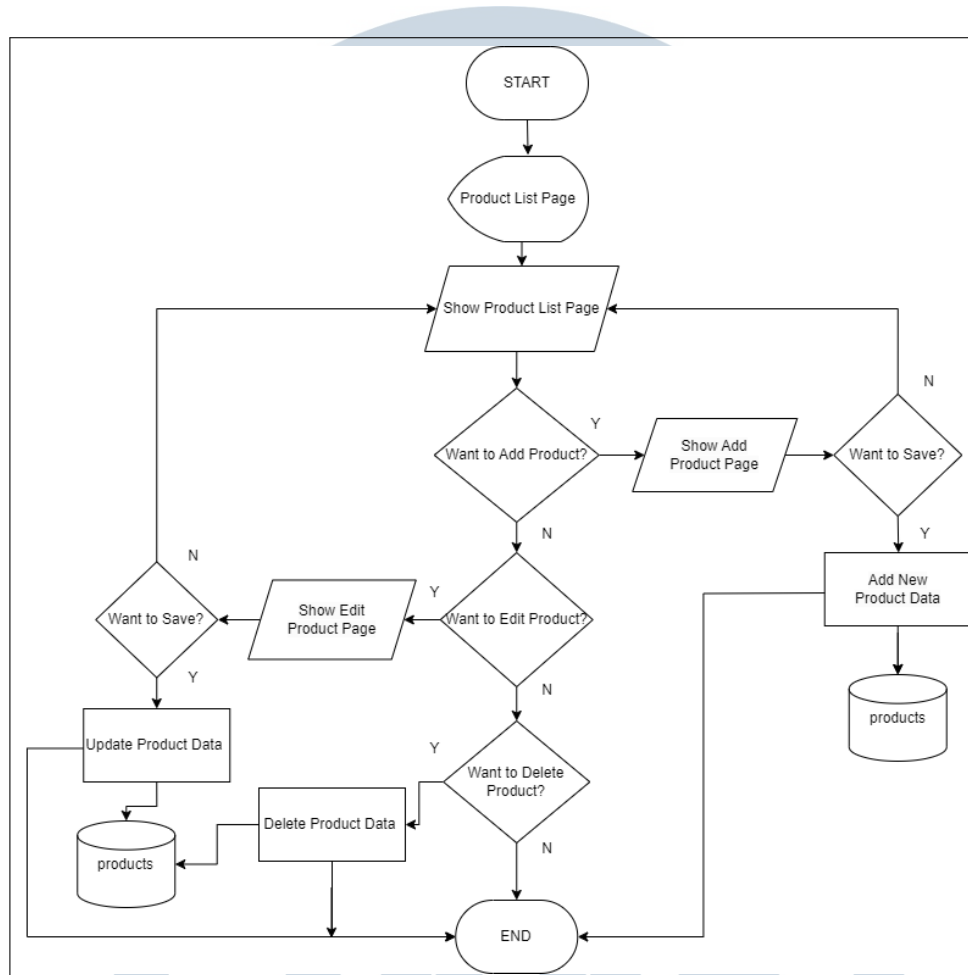 START
Product List Page
Show Product List Page
N
Y
Want to Add Product?
Show Add
Product Page
Want to Save?
N
Y
N
Add New
Product Data
Want to Save?
Show Edit
Product Page
Y
Want to Edit Product?
Y
N
products
Update Product Data
Y
Want to Delete
Product?
Delete Product Data
products
N
END